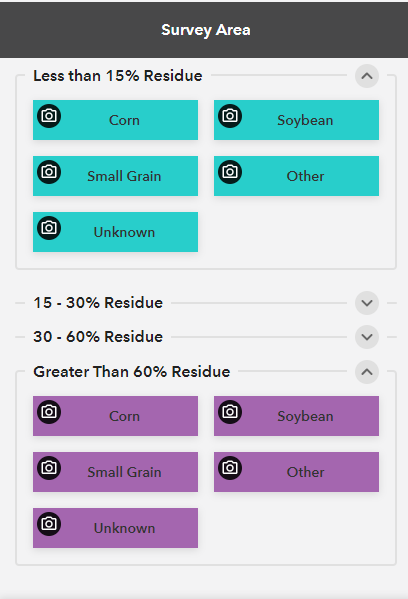 Survey Area
Less than 15% Residue
Corn
Soybean
Small Grain
Other
Unknown
15 - 30% Residue
30 - 60% Residue
Greater Than 60% Residue
Corn
Soybean
Small Grain
Other
Unknown